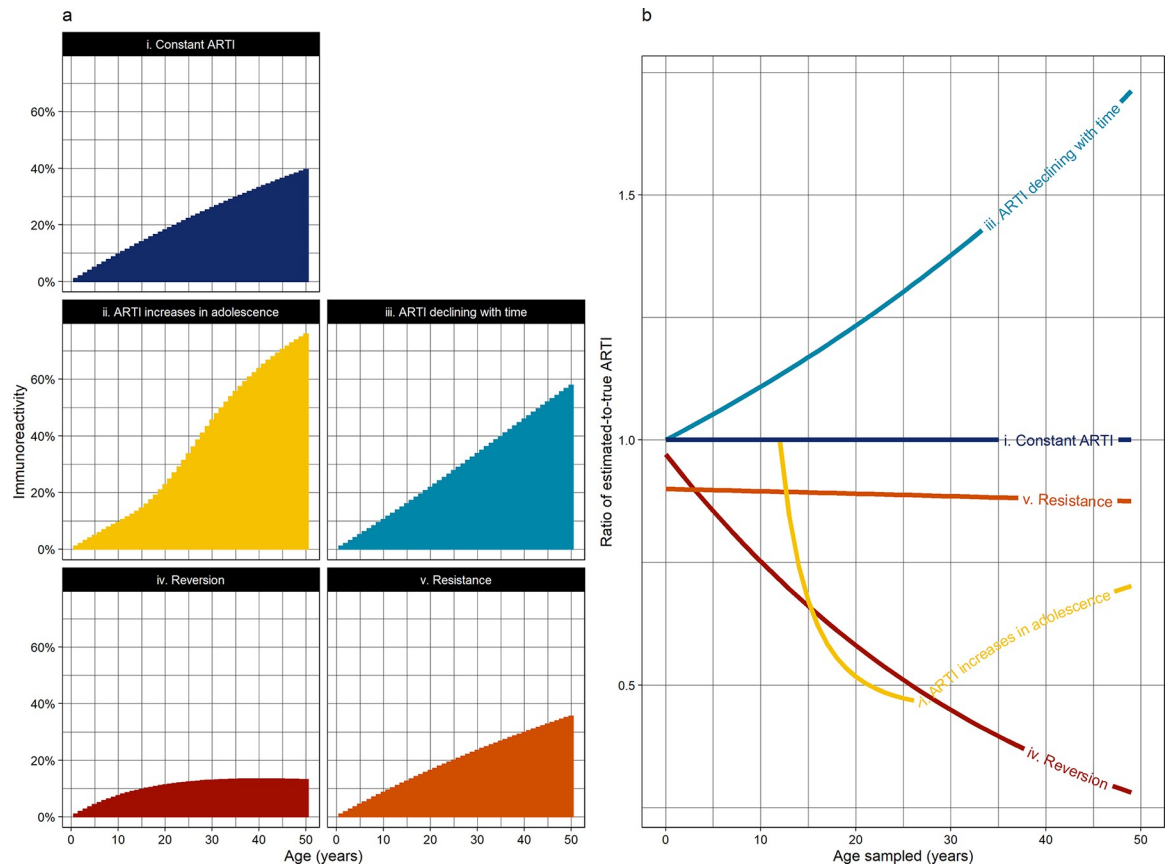 a
i. Constant ARTI
60%
40%
20%
0%
ii. ARTI increases in adolescence
iii. ARTI declining with time
Immunoreactivity
60%
40%
20%
0%
iv. Reversion
v. Resistance
60%
40%
20%
0%
0 10 20 30 40 50
0 10 20 30 40 50
Age (years)
b
Ratio of estimated-to-true ARTI
1.5
1.0
0.5
iii. ARTI declining with time
i. Constant ARTI
v. Resistance
ARTI increases in adolescence
iv. Reversion
0 10 20 30 40 50
Age sampled (years)